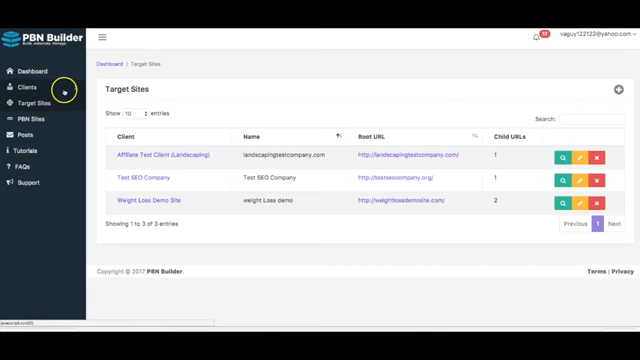 PBN Builder
Build. Automate. Manage.
17
vaguy122122@yahoo.com
Dashboard
Clients
Target Sites
PBN Sites
Posts
Tutorials
FAQs
Support
Dashboard / Target Sites
Target Sites
Show 10 entries
Search:
Client Name Root URL Child URLs
Affiliate Test Client (Landscaping) landscapingtestcompany.com http://landscapingtestcompany.com/ 1
Test SEO Company Test SEO Company http://testseocompany.org/ 1
Weight Loss Demo Site weight Loss demo http://weightlossdemosite.com/ 2
Showing 1 to 3 of 3 entries
Previous 1 Next
Copyright © 2017 PBN Builder
Terms | Privacy